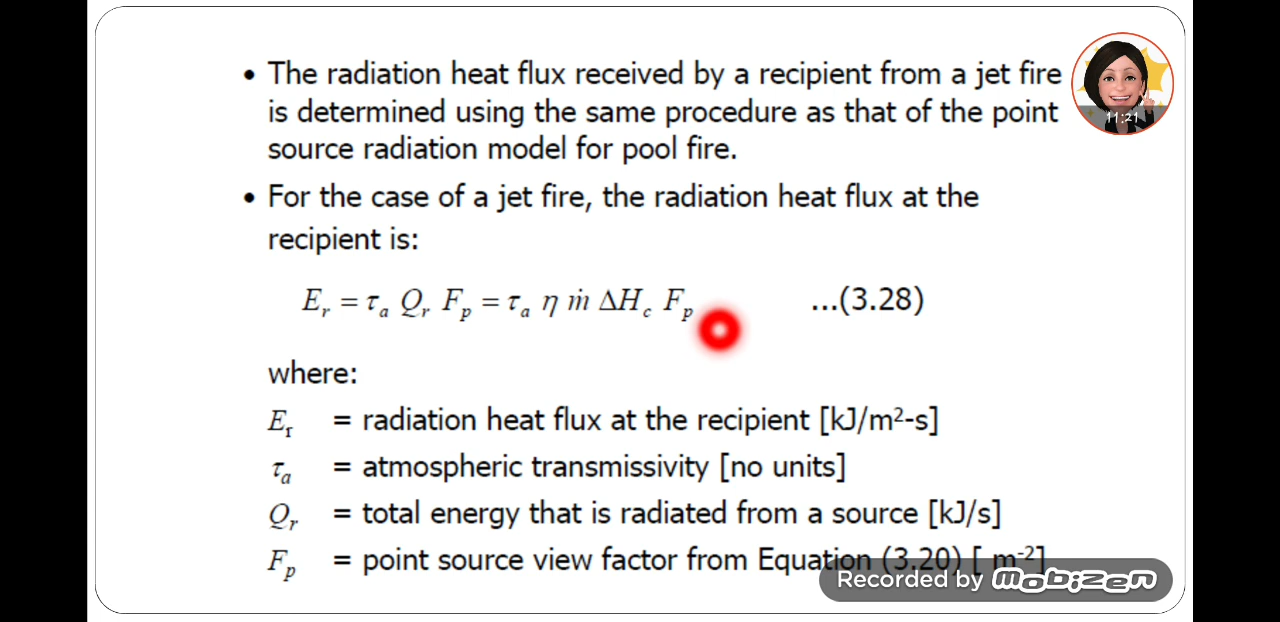 • The radiation heat flux received by a recipient from a jet fire
is determined using the same procedure as that of the point
source radiation model for pool fire.
• For the case of a jet fire, the radiation heat flux at the
recipient is:
E_r = τ_a Q_r F_p = τ_a η ṁ ΔH_c F_p ...(3.28)
where:
E_r = radiation heat flux at the recipient [kJ/m²-s]
τ_a = atmospheric transmissivity [no units]
Q_r = total energy that is radiated from a source [kJ/s]
F_p = point source view factor from Equation (3.20) [ m⁻²]
11:21
Recorded by mobizen